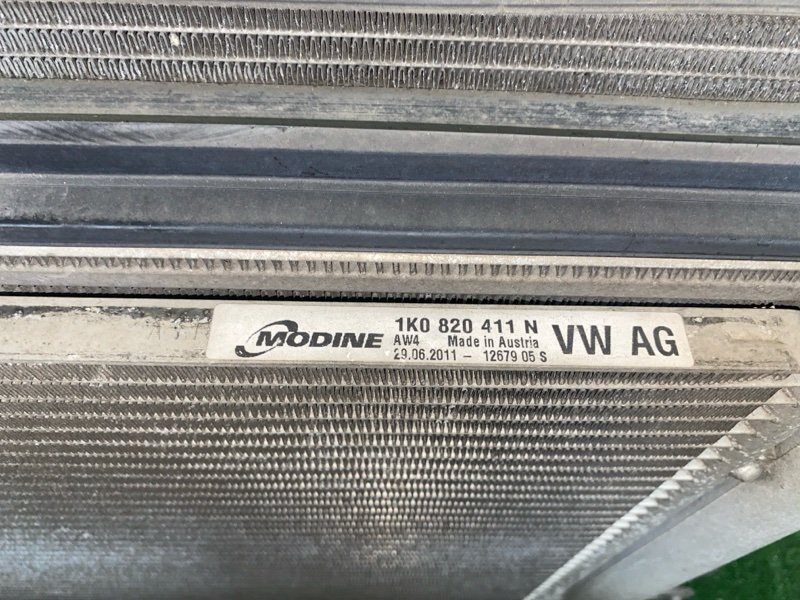 MODINE
1K0 820 411 N
AW4 Made in Austria
29.06.2011 - 12679 05 S
VW AG